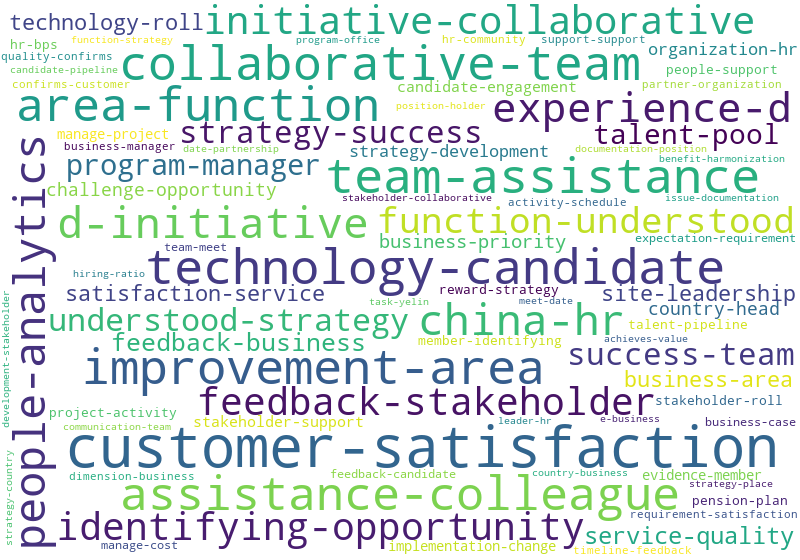 technology-roll
initiative-collaborative
hr-bps
function-strategy
program-office
hr-community
support-support
organization-hr
quality-confirms
collaborative-team
candidate-pipeline
people-support
confirms-customer
candidate-engagement
partner-organization
area-function
position-holder
experience-d
manage-project
strategy-success
talent-pool
business-manager
date-partnership
strategy-development
documentation-position
program-manager
benefit-harmonization
team-assistance
challenge-opportunity
stakeholder-collaborative
activity-schedule
issue-documentation
people-analytics
d-initiative
function-understood
team-meet
business-priority
expectation-requirement
technology-candidate
hiring-ratio
satisfaction-service
reward-strategy
site-leadership
task-yelin
meet-date
country-head
development-stakeholder
understood-strategy
china-hr
talent-pipeline
feedback-business
member-identifying
achieves-value
improvement-area
success-team
business-area
feedback-stakeholder
stakeholder-roll
project-activity
stakeholder-support
leader-hr
e-business
business-case
communication-team
customer-satisfaction
strategy-country
dimension-business
feedback-candidate
country-business
evidence-member
assistance-colleague
strategy-place
pension-plan
identifying-opportunity
requirement-satisfaction
service-quality
manage-cost
implementation-change
timeline-feedback